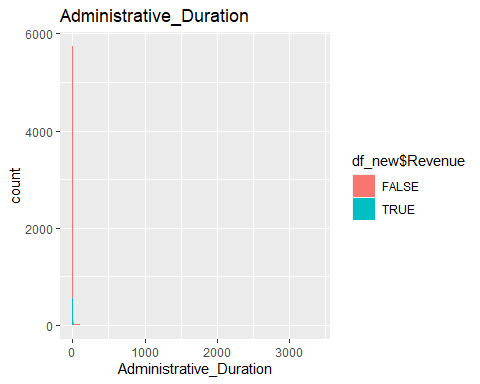 Administrative_Duration
6000
4000
2000
0
count
0 1000 2000 3000
Administrative_Duration
df_new$Revenue
FALSE
TRUE